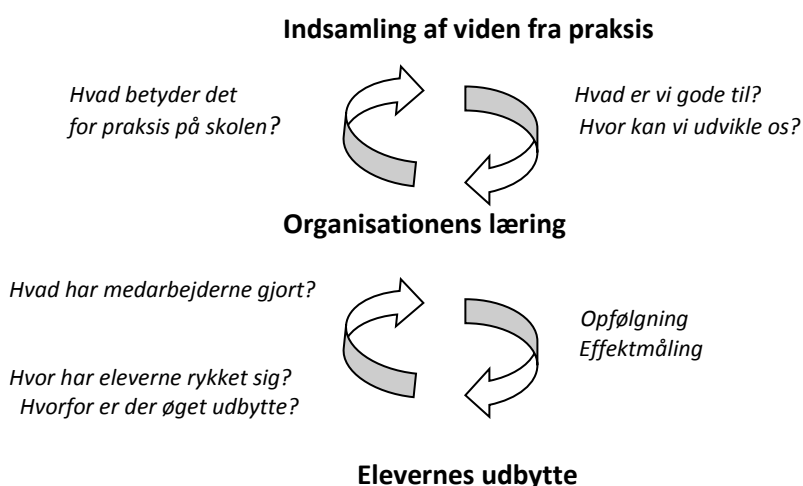 Indsamling af viden fra praksis
Hvad betyder det
for praksis på skolen?
Hvad er vi gode til?
Hvor kan vi udvikle os?
Organisationens læring
Hvad har medarbejderne gjort?
Opfølgning
Effektmåling
Hvor har eleverne rykket sig?
Hvorfor er der øget udbytte?
Elevernes udbytte